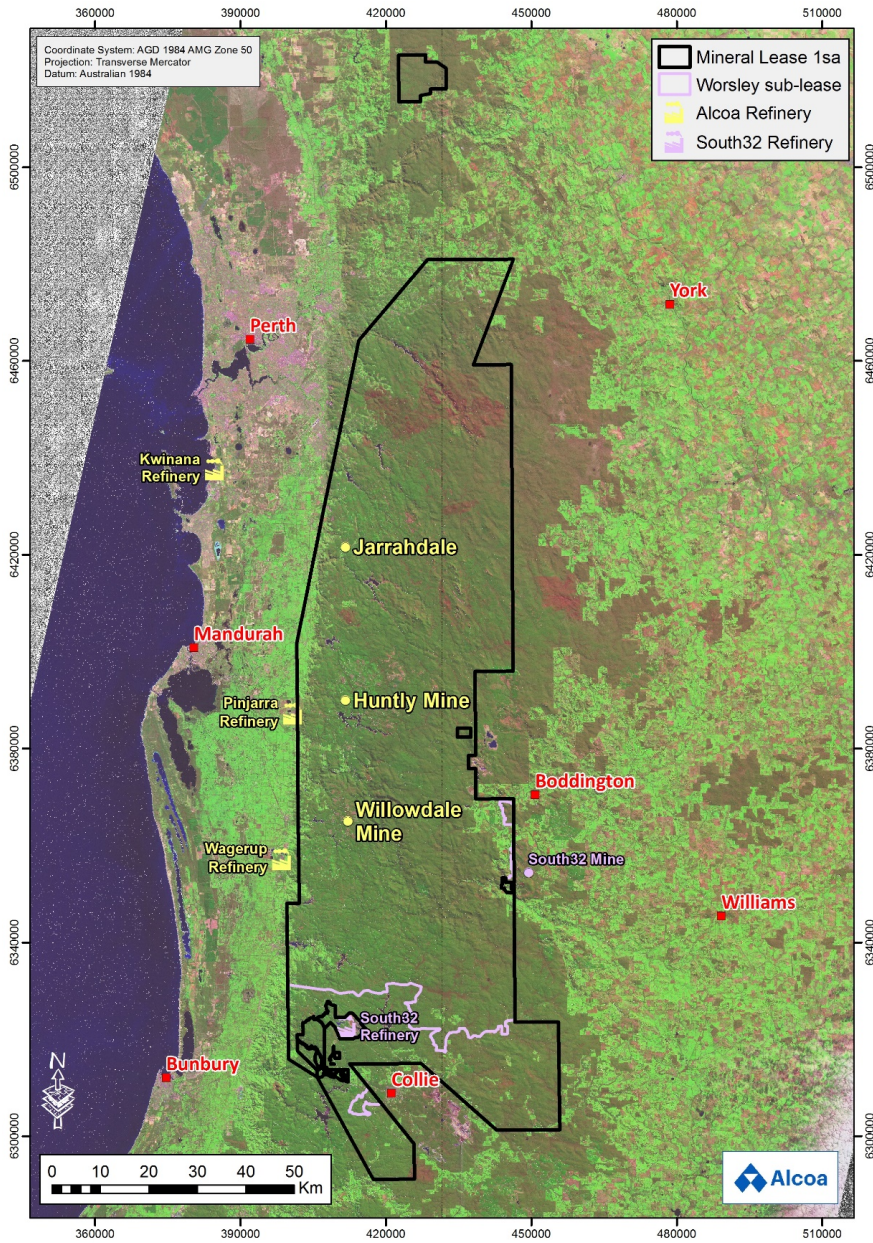 360000 390000 420000 450000 480000 510000
Coordinate System: AGD 1984 AMG Zone 50
Projection: Transverse Mercator
Datum: Australian 1984
Mineral Lease 1sa
Worsley sub-lease
Alcoa Refinery
South32 Refinery
6500000 6500000
York
Perth
6460000 6460000
Kwinana
Refinery
Jarrahdale
6420000 6420000
Mandurah
Pinjarra
Refinery
Huntly Mine
6380000 6380000
Boddington
Willowdale
Mine
Wagerup
Refinery
South32 Mine
Williams
6340000 6340000
South32
Refinery
N
Bunbury
Collie
6300000 6300000
0 10 20 30 40 50
Km
Alcoa
360000 390000 420000 450000 480000 510000